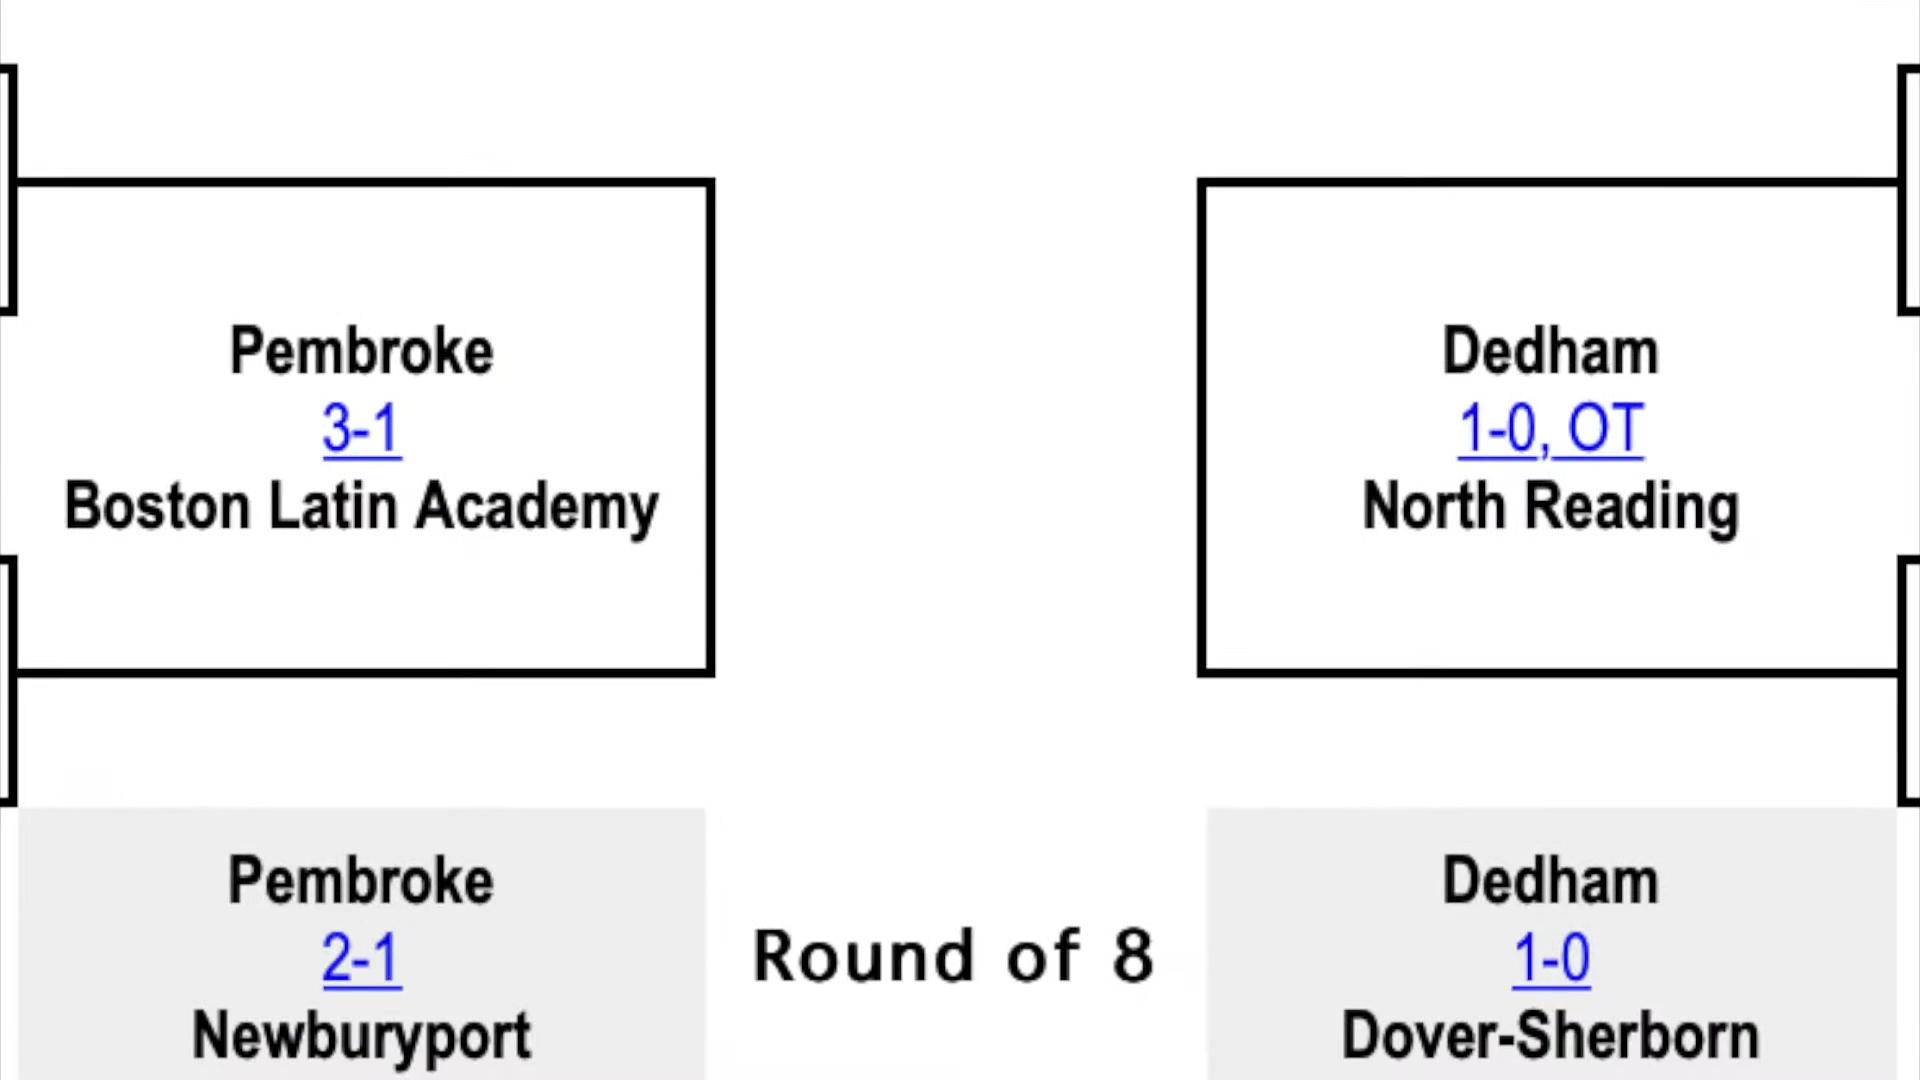 Pembroke
3-1
Boston Latin Academy
Dedham
1-0, OT
North Reading
Pembroke
2-1
Newburyport
Round of 8
Dedham
1-0
Dover-Sherborn